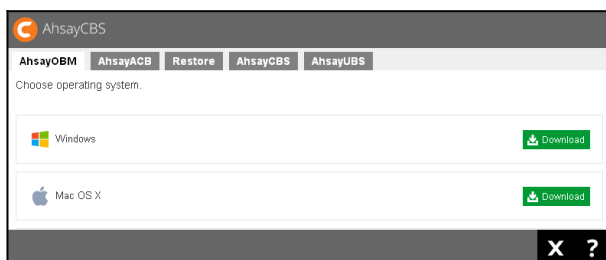 AhsayCBS
AhsayOBM AhsayACB Restore AhsayCBS AhsayUBS
Choose operating system.
Windows Download
Mac OS X Download
X ?